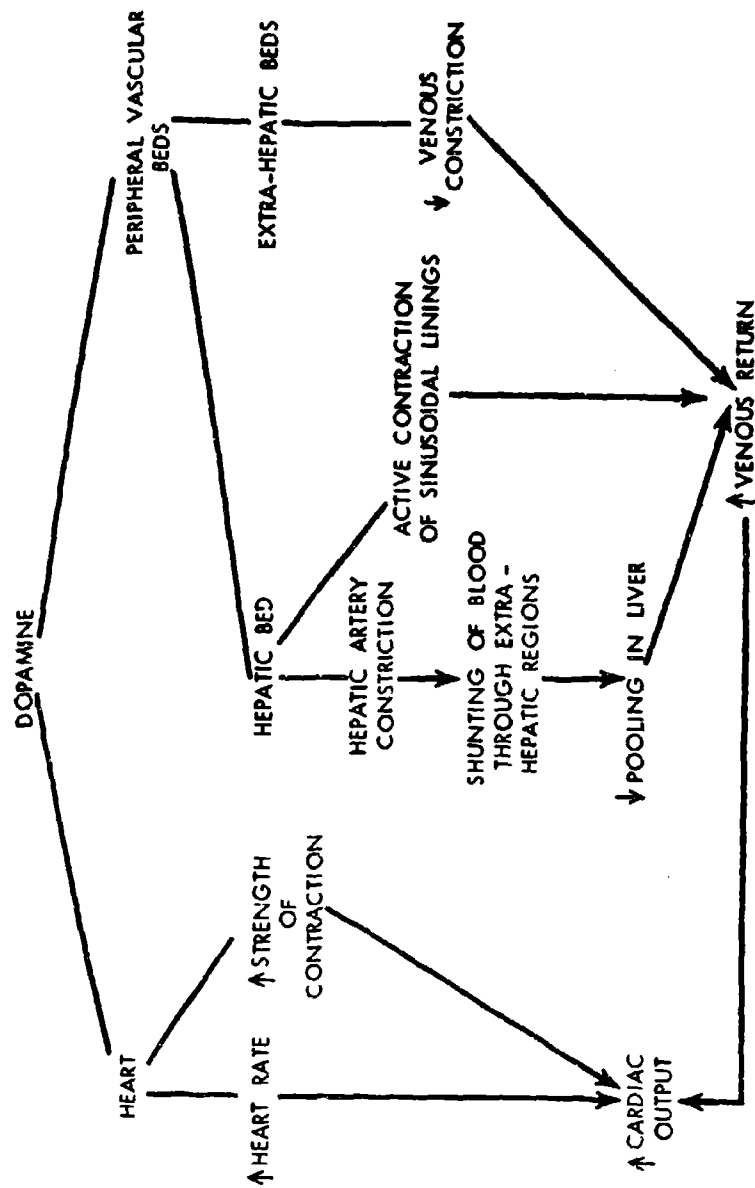 DOPAMINE
HEART
PERIPHERAL VASCULAR
BEDS
↑HEART RATE
↑STRENGTH
OF
CONTRACTION
HEPATIC BED
EXTRA-HEPATIC BEDS
HEPATIC ARTERY
CONSTRICTION
ACTIVE CONTRACTION
OF SINUSOIDAL LININGS
↓ VENOUS
CONSTRICTION
SHUNTING OF BLOOD
THROUGH EXTRA-
HEPATIC REGIONS
↑ CARDIAC
OUTPUT
↓ POOLING IN LIVER
↑ VENOUS RETURN